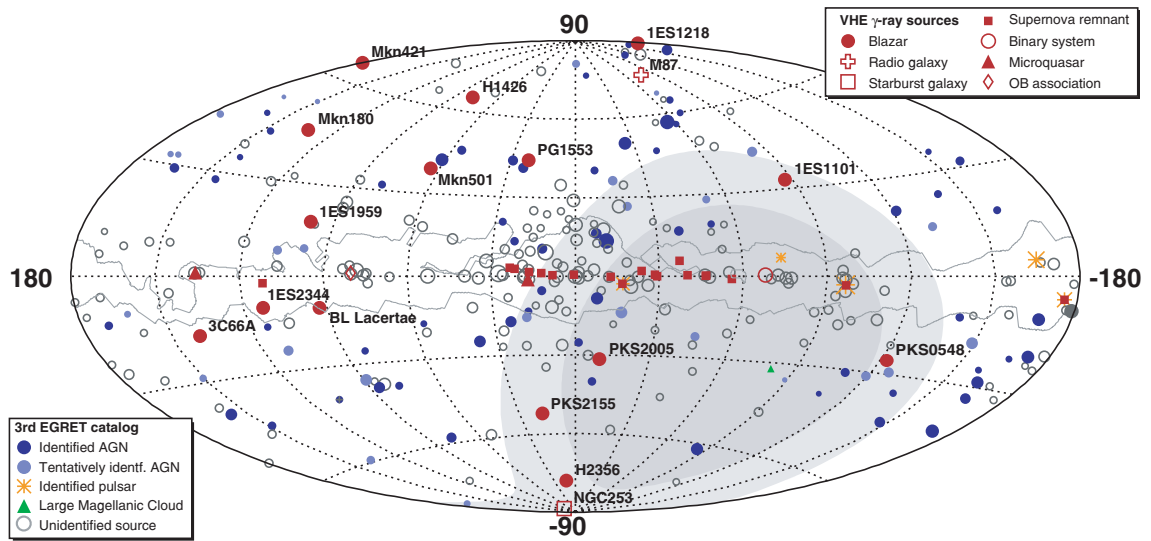 90
VHE γ-ray sources
Blazar
Radio galaxy
Starburst galaxy
Supernova remnant
Binary system
Microquasar
OB association
1ES1218
Mkn421
M87
H1426
Mkn180
PG1553
Mkn501
1ES1101
1ES1959
180
-180
1ES2344
BL Lacertae
3C66A
PKS2005
PKS0548
PKS2155
H2356
NGC253
-90
3rd EGRET catalog
Identified AGN
Tentatively identf. AGN
Identified pulsar
Large Magellanic Cloud
Unidentified source